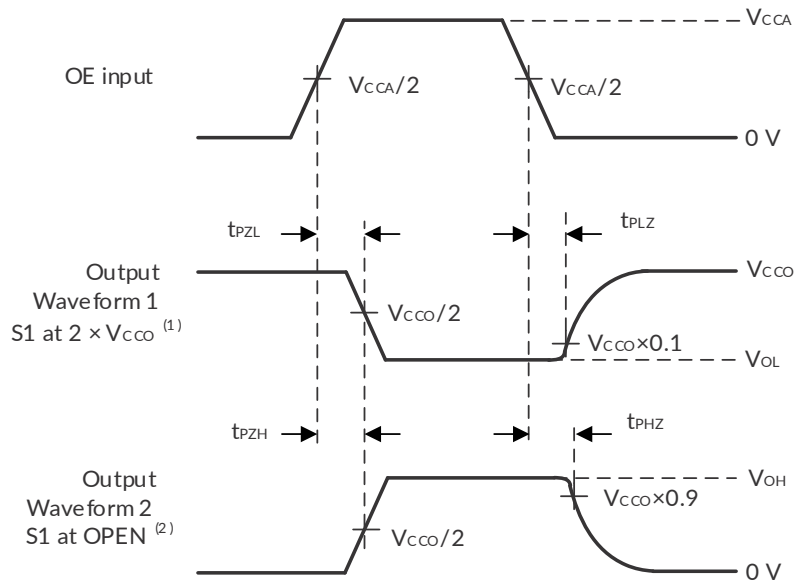 VCCA
OE input
VCCA/2
VCCA/2
0 V
tPZL
tPLZ
Output
Waveform 1
S1 at 2 × VCCO (1)
VCCO
VCCO/2
VCCO×0.1
VOL
tPZH
tPHZ
Output
Waveform 2
S1 at OPEN (2)
VOH
VCCO×0.9
VCCO/2
0 V